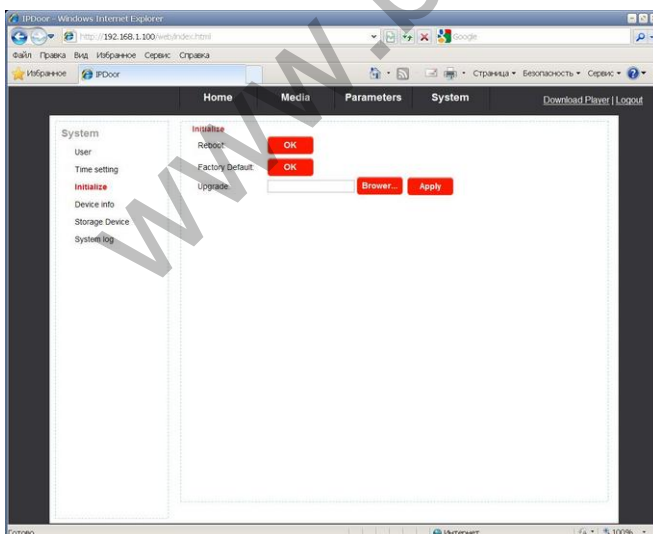 IPDoor - Windows Internet Explorer
http://192.168.1.100/web/index.html
Google
Файл Правка Вид Избранное Сервис Справка
Избранное IPDoor Страница Безопасность Сервис
Home Media Parameters System Download Player | Logout
System
User
Time setting
Initialize
Device info
Storage Device
System log
Initialize
Reboot: OK
Factory Default: OK
Upgrade: Brower... Apply
Готово Интернет 100%
www.